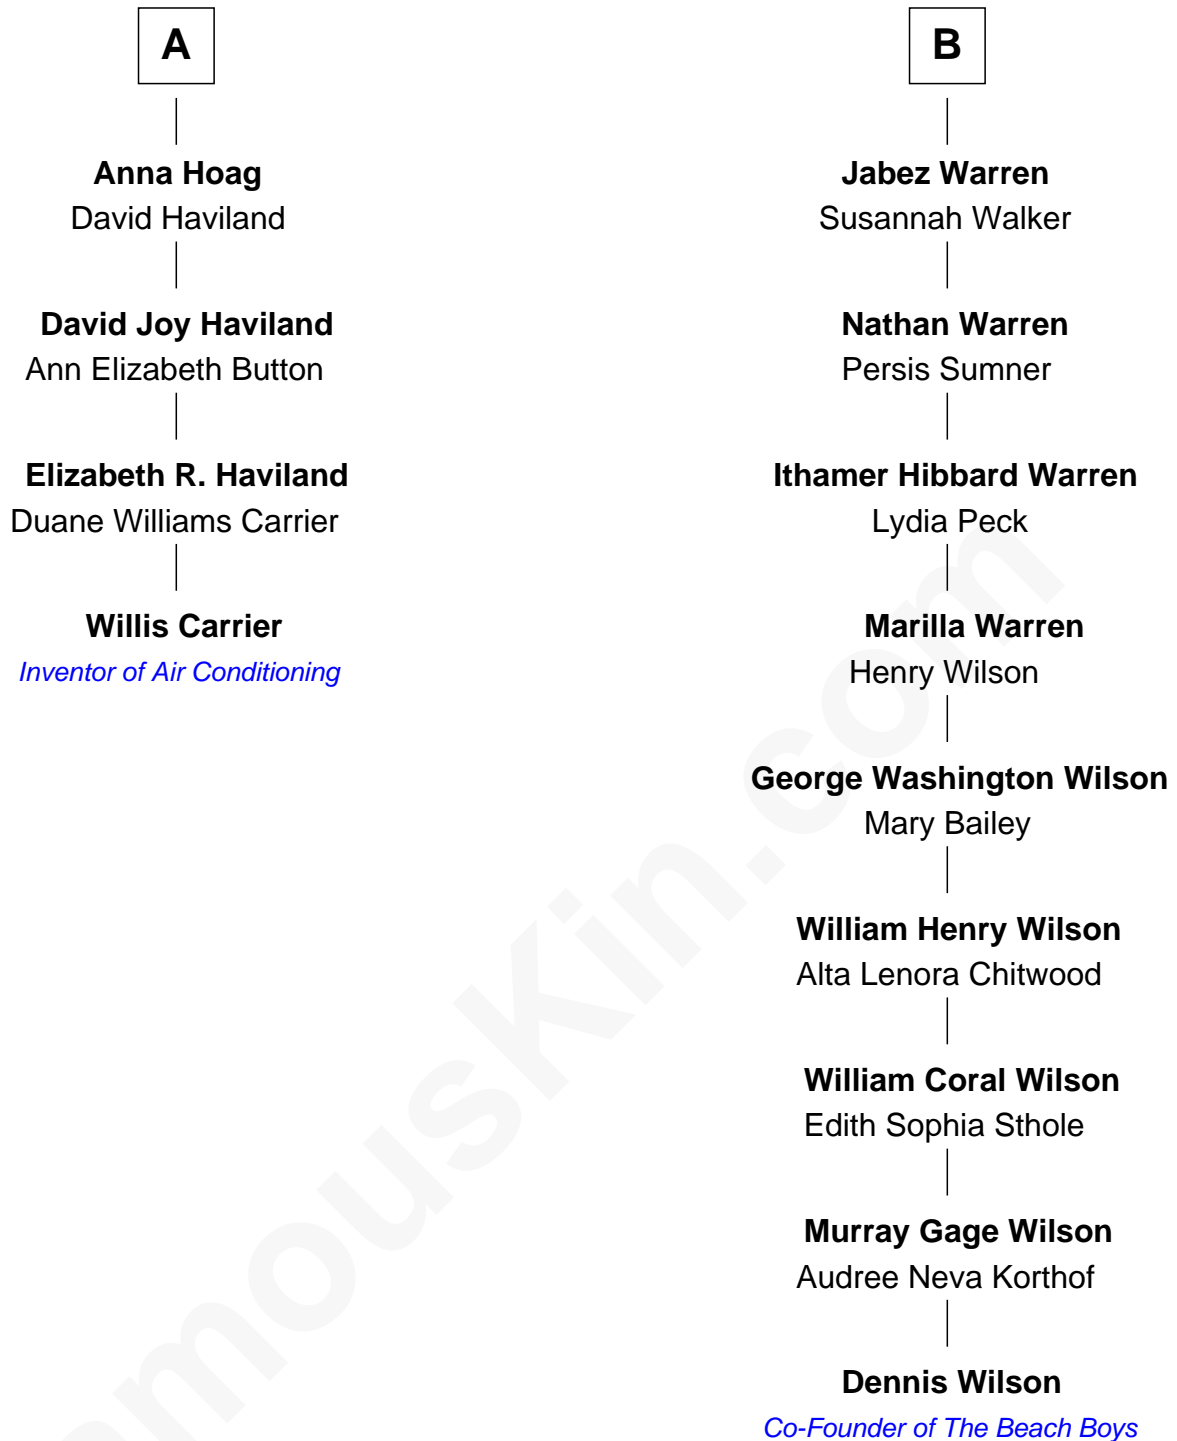 A
Anna Hoag
David Haviland
David Joy Haviland
Ann Elizabeth Button
Elizabeth R. Haviland
Duane Williams Carrier
Willis Carrier
Inventor of Air Conditioning
B
Jabez Warren
Susannah Walker
Nathan Warren
Persis Sumner
Ithamer Hibbard Warren
Lydia Peck
Marilla Warren
Henry Wilson
George Washington Wilson
Mary Bailey
William Henry Wilson
Alta Lenora Chitwood
William Coral Wilson
Edith Sophia Sthole
Murray Gage Wilson
Audree Neva Korthof
Dennis Wilson
Co-Founder of The Beach Boys
amouskin.com